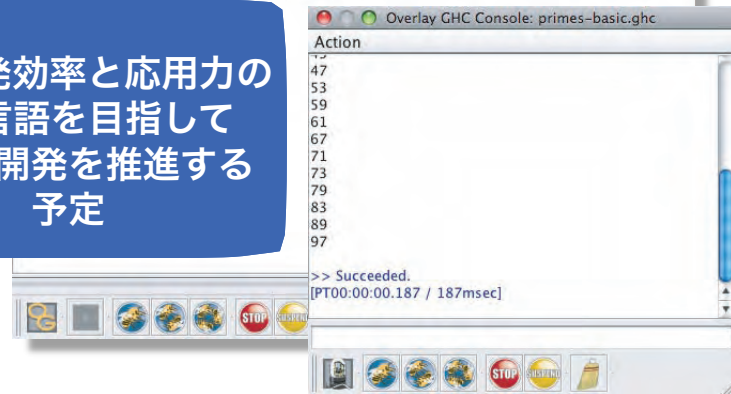 効率と応用力の
言語を目指して
開発を推進する
予定
Overlay GHC Console: primes-basic.ghc
Action
47
53
59
61
67
71
73
79
83
89
97
>> Succeeded.
[PT00:00:00.187 / 187msec]
STOP
STOP
SUSPEND